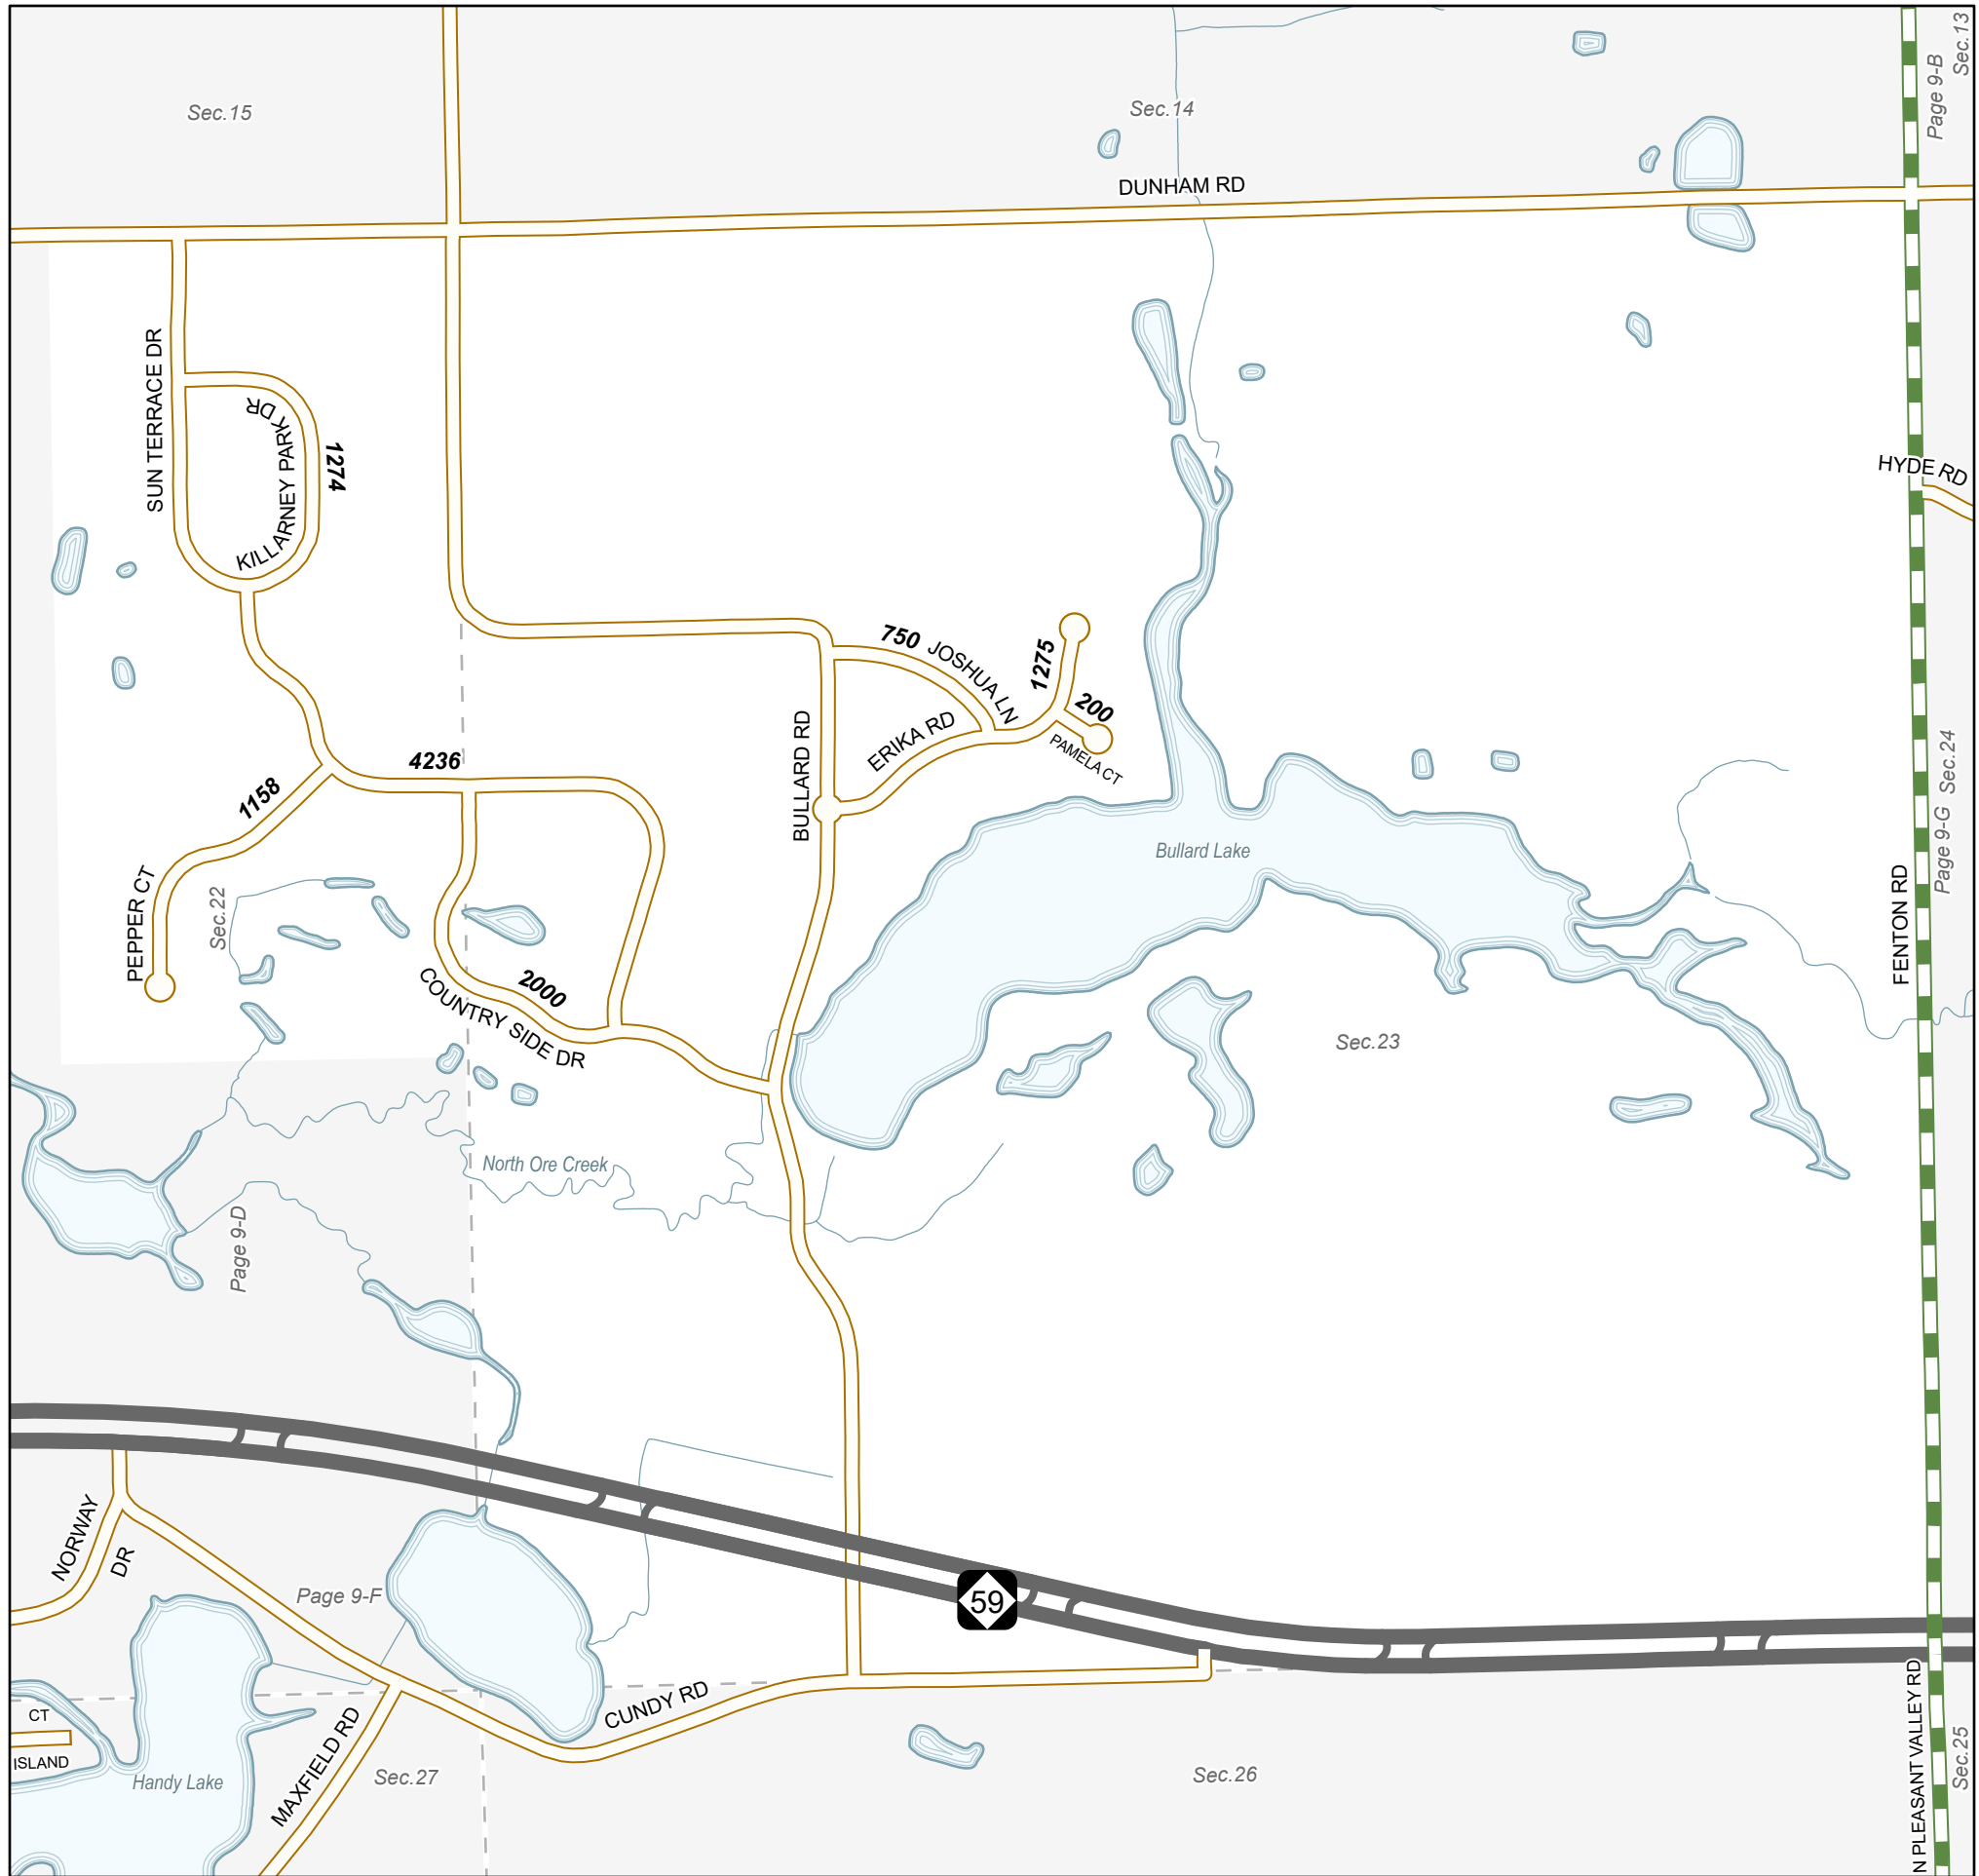 Sec.15
Sec.14
Page 9-B
Sec.13
DUNHAM RD
SUN TERRACE DR
KILLARNEY PARK DR
1274
HYDE RD
750
JOSHUA LN
1275
200
ERIKA RD
PAMELA CT
BULLARD RD
4236
1158
PEPPER CT
Sec.22
2000
COUNTRY SIDE DR
Bullard Lake
Sec.24
Page 9-G
FENTON RD
Sec.23
North Ore Creek
Page 9-D
NORWAY
DR
Page 9-F
59
CUNDY RD
MAXFIELD RD
CT
ISLAND
Handy Lake
Sec.27
Sec.26
N PLEASANT VALLEY RD
Sec.25